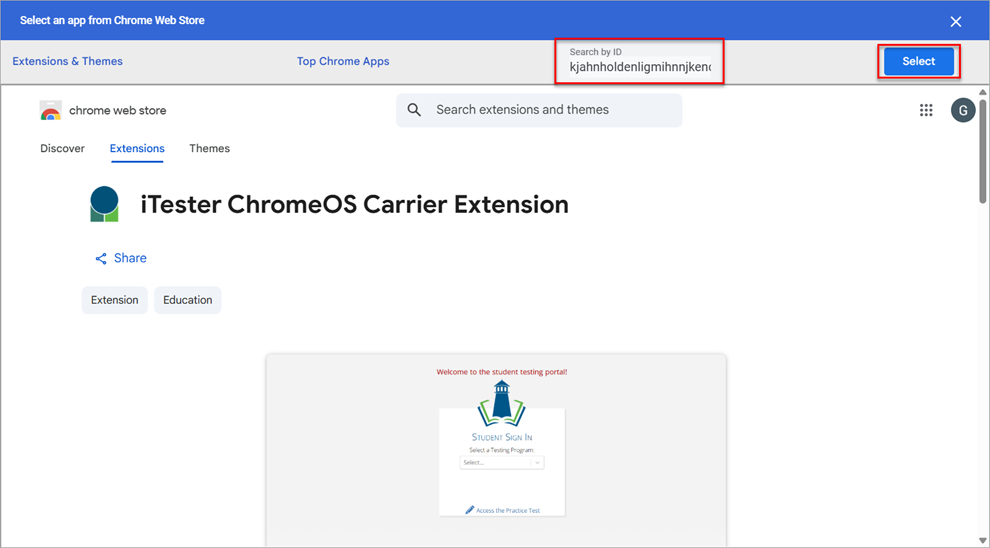 Select an app from Chrome Web Store
Extensions & Themes
Top Chrome Apps
Search by ID
kjahnholdenligmihnnjkenc
Select
chrome web store
Search extensions and themes
G
Discover
Extensions
Themes
iTester ChromeOS Carrier Extension
Share
Extension
Education
Welcome to the student testing portal!
STUDENT SIGN IN
Select a Testing Program:
Select...
Access the Practice Test